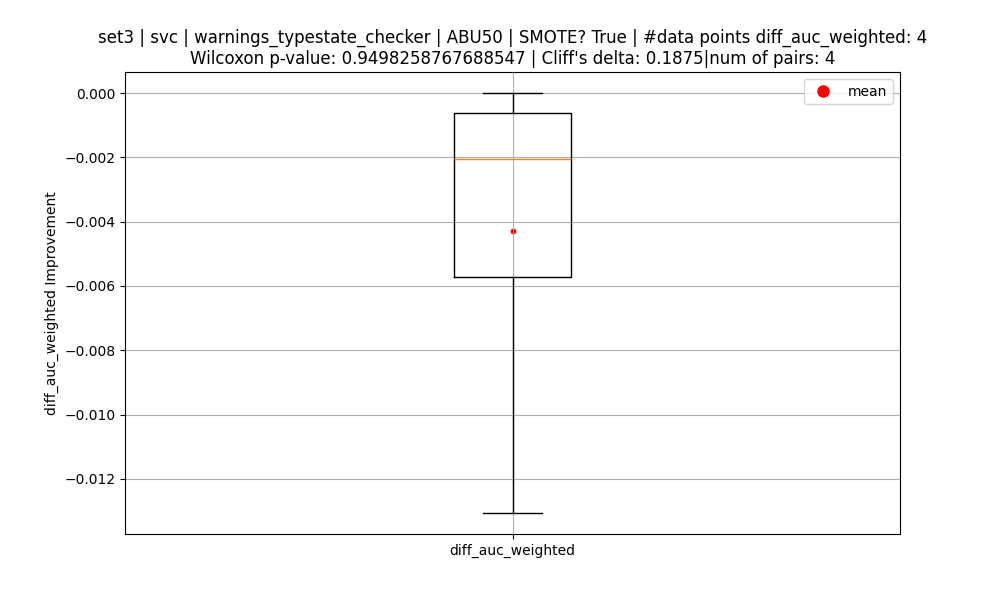 set3 | svc | warnings_typestate_checker | ABU50 | SMOTE? True | #data points diff_auc_weighted: 4
Wilcoxon p-value: 0.9498258767688547 | Cliff's delta: 0.1875|num of pairs: 4
mean
0.000
−0.002
−0.004
−0.006
−0.008
−0.010
−0.012
diff_auc_weighted Improvement
diff_auc_weighted